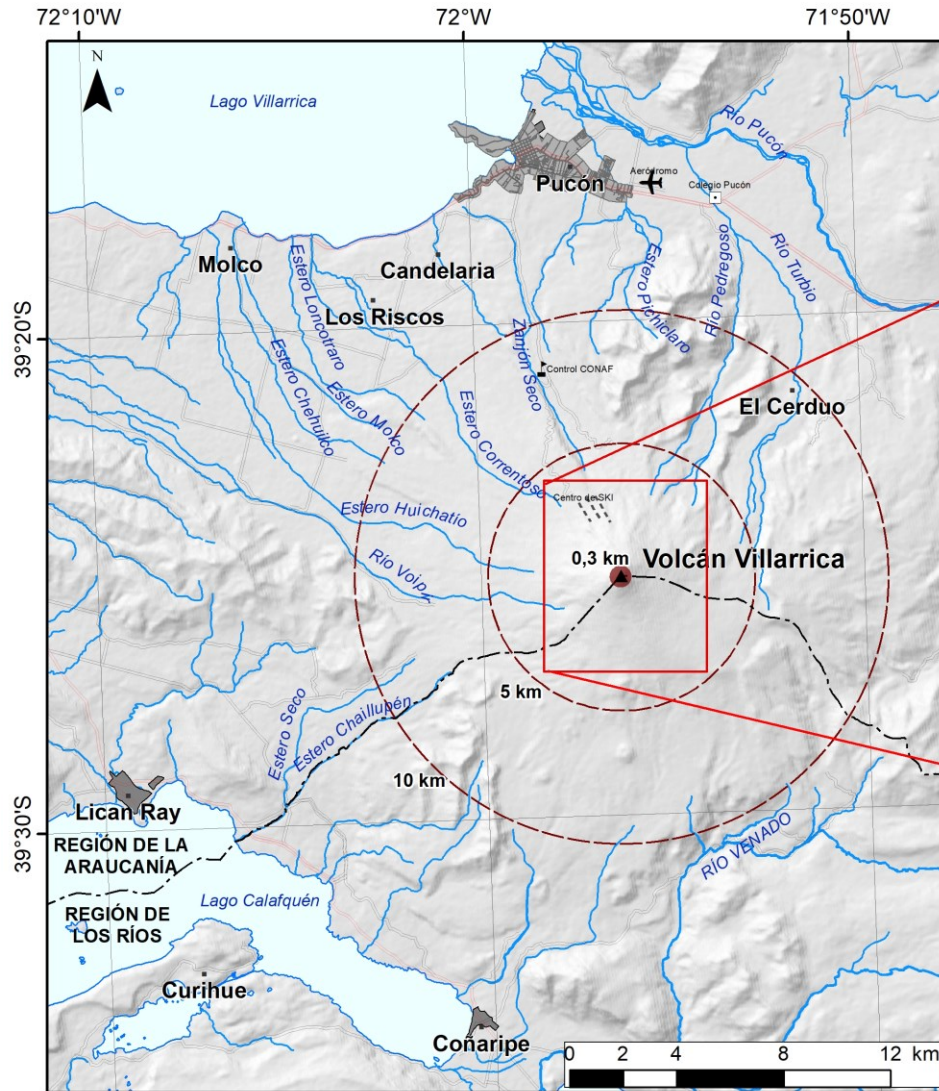 72°10'W
72°W
71°50'W
N
Lago Villarrica
Río Pucón
Pucón
Aeródromo
Colegio Pucón
Molco
Candelaria
Los Riscos
Estero Loncotraro
Estero Pichiclaro
Río Pedregoso
Río Turbio
39°20'S
Zanjón Seco
Control CONAF
Estero Chehuilco
Estero Molco
Estero Correntoso
El Cerduo
Centro de SKI
Estero Huichatío
Río Voipir
0,3 km
Volcán Villarrica
5 km
Estero Seco
Estero Chaillupén
10 km
Lican Ray
39°30'S
REGIÓN DE LA
ARAUCANÍA
REGIÓN DE
LOS RÍOS
Lago Calafquén
RÍO VENADO
Curihue
Coñaripe
0 2 4 8 12 km